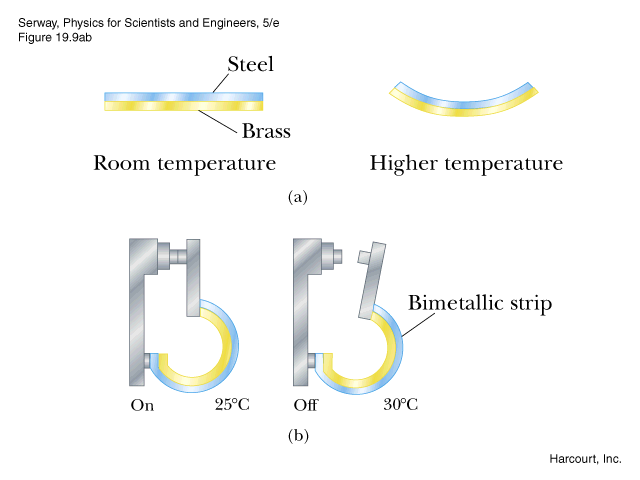 Serway, Physics for Scientists and Engineers, 5/e
Figure 19.9ab
Steel
Brass
Room temperature
Higher temperature
(a)
Bimetallic strip
On
25°C
Off
30°C
(b)
Harcourt, Inc.